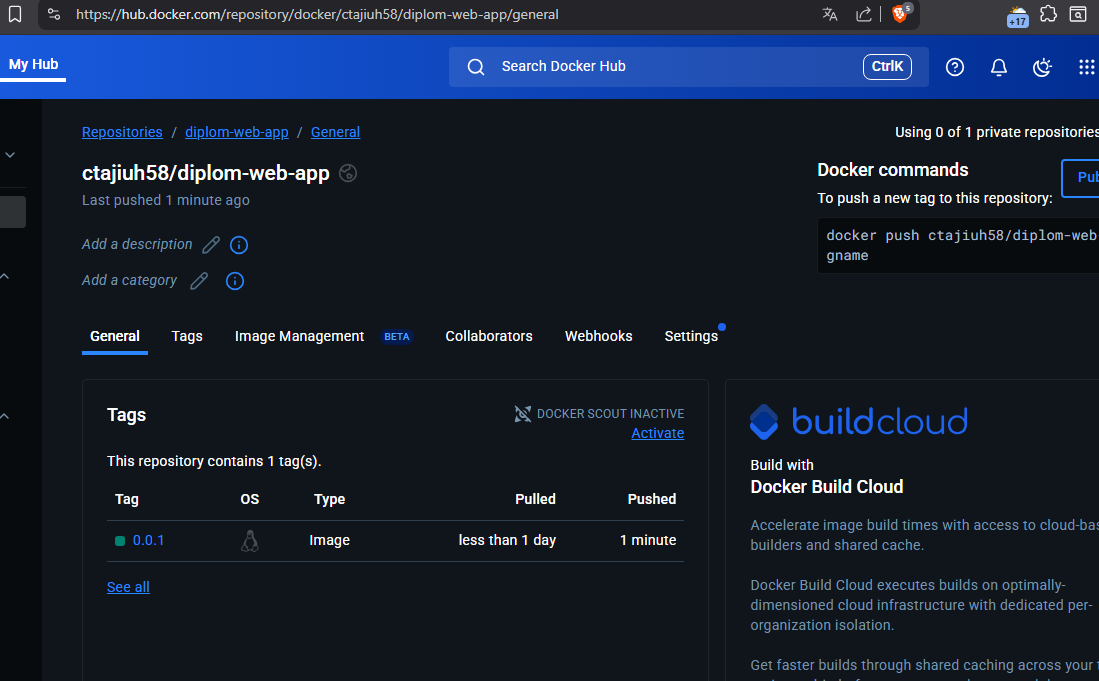 https://hub.docker.com/repository/docker/ctajiuh58/diplom-web-app/general
5
+17
My Hub
Search Docker Hub
CtrlK
Repositories / diplom-web-app / General
Using 0 of 1 private repositories
ctajiuh58/diplom-web-app
Last pushed 1 minute ago
Add a description
Add a category
Docker commands
To push a new tag to this repository:
Pub
docker push ctajiuh58/diplom-web-
gname
General
Tags
Image Management BETA
Collaborators
Webhooks
Settings
Tags
DOCKER SCOUT INACTIVE
Activate
This repository contains 1 tag(s).
Tag OS Type Pulled Pushed
0.0.1 Image less than 1 day 1 minute
See all
buildcloud
Build with
Docker Build Cloud
Accelerate image build times with access to cloud-bas
builders and shared cache.
Docker Build Cloud executes builds on optimally-
dimensioned cloud infrastructure with dedicated per-
organization isolation.
Get faster builds through shared caching across your